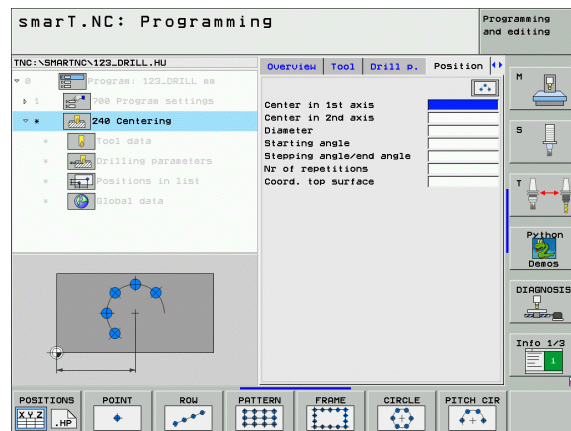 smarT.NC: Programming
Programming
and editing
TNC:\SMARTNC\123_DRILL.HU
0 Program: 123_DRILL mm
1 700 Program settings
* 240 Centering
* Tool data
* Drilling parameters
* Positions in list
* Global data
Overview Tool Drill p. Position
Center in 1st axis
Center in 2nd axis
Diameter
Starting angle
Stepping angle/end angle
Nr of repetitions
Coord. top surface
M
S
T
Python
Demos
DIAGNOSIS
Info 1/3
i
POSITIONS
X,Y,Z
.HP
POINT
ROW
PATTERN
FRAME
CIRCLE
PITCH CIR